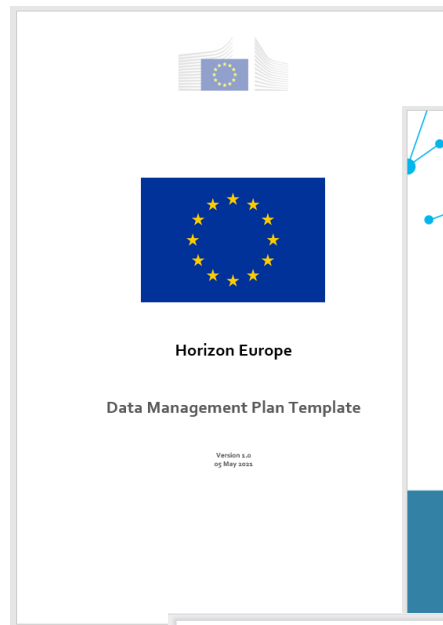 Horizon Europe
Data Management Plan Template
Version 1.0
05 May 2021